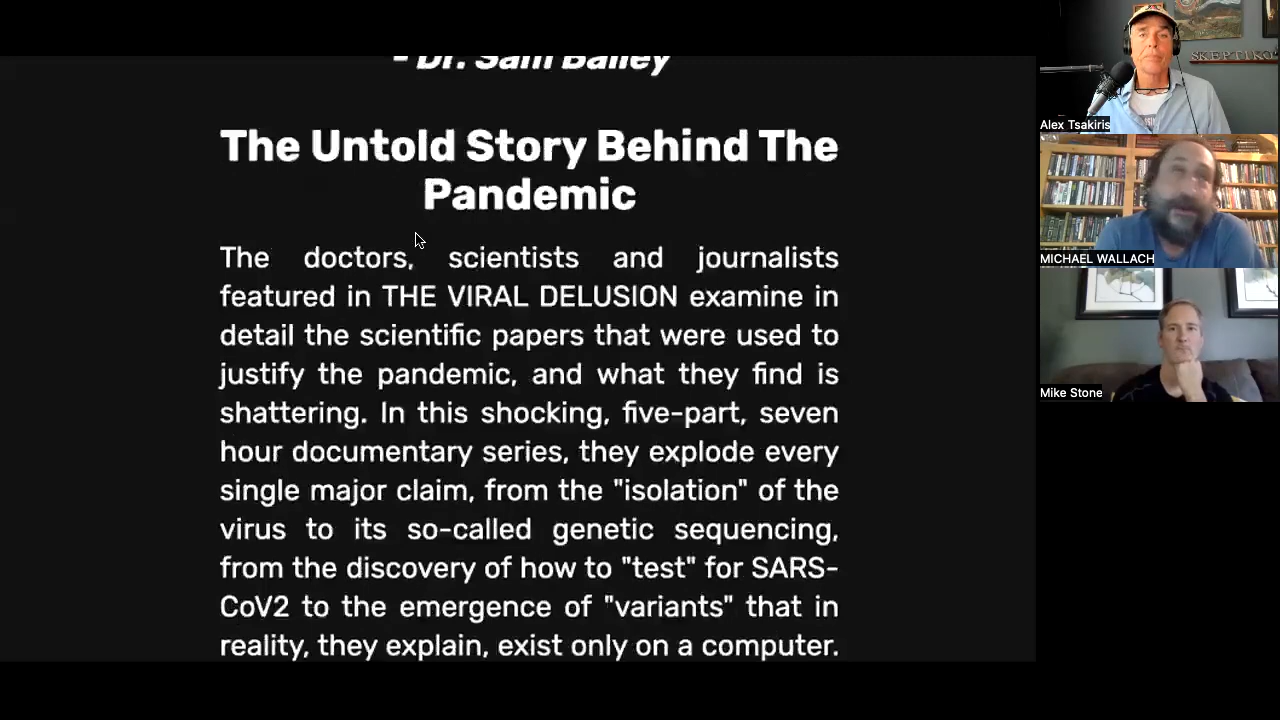 - Dr. Sam Bailey
The Untold Story Behind The
Pandemic
The doctors, scientists and journalists
featured in THE VIRAL DELUSION examine in
detail the scientific papers that were used to
justify the pandemic, and what they find is
shattering. In this shocking, five-part, seven
hour documentary series, they explode every
single major claim, from the "isolation" of the
virus to its so-called genetic sequencing,
from the discovery of how to "test" for SARS-
CoV2 to the emergence of "variants" that in
reality, they explain, exist only on a computer.
SKEPTIKO
Alex Tsakiris
MICHAEL WALLACH
Mike Stone